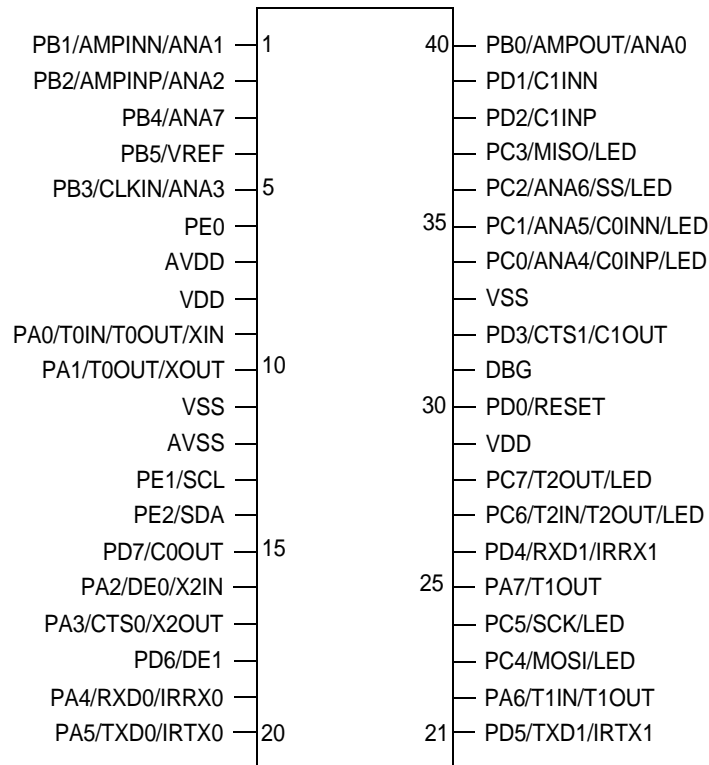 PB1/AMPINN/ANA1 1 40 PB0/AMPOUT/ANA0
PB2/AMPINP/ANA2 PD1/C1INN
PB4/ANA7 PD2/C1INP
PB5/VREF PC3/MISO/LED
PB3/CLKIN/ANA3 5 PC2/ANA6/SS/LED
PE0 35 PC1/ANA5/C0INN/LED
AVDD PC0/ANA4/C0INP/LED
VDD VSS
PA0/T0IN/T0OUT/XIN PD3/CTS1/C1OUT
PA1/T0OUT/XOUT 10 DBG
VSS 30 PD0/RESET
AVSS VDD
PE1/SCL PC7/T2OUT/LED
PE2/SDA PC6/T2IN/T2OUT/LED
PD7/C0OUT 15 PD4/RXD1/IRRX1
PA2/DE0/X2IN 25 PA7/T1OUT
PA3/CTS0/X2OUT PC5/SCK/LED
PD6/DE1 PC4/MOSI/LED
PA4/RXD0/IRRX0 PA6/T1IN/T1OUT
PA5/TXD0/IRTX0 20 21 PD5/TXD1/IRTX1